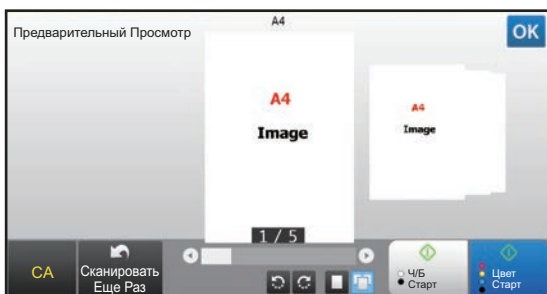 A4
Предварительный Просмотр
OK
A4
Image
A4
Image
1 / 5
CA
Сканировать
Еще Раз
Ч/Б
Старт
Цвет
Старт